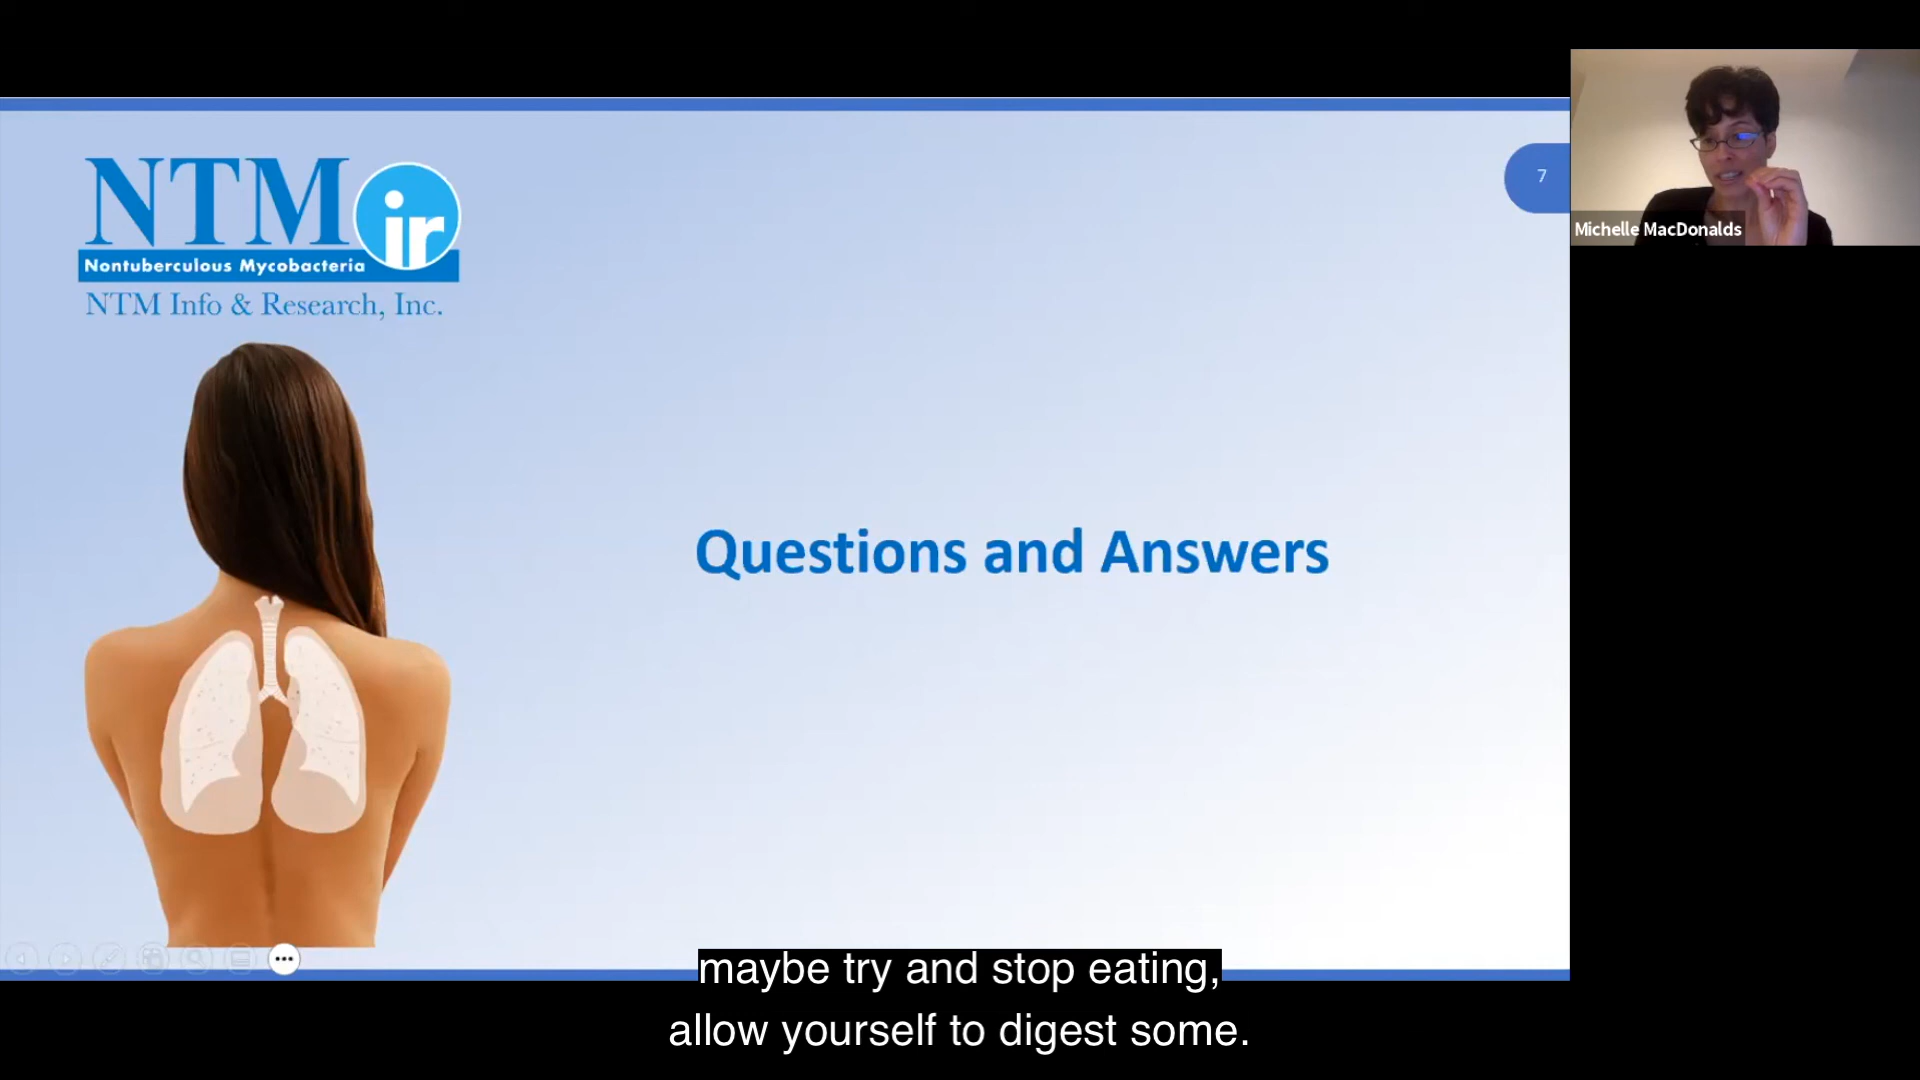 NTM
ir
Nontuberculous Mycobacteria
NTM Info & Research, Inc.
7
Michelle MacDonalds
Questions and Answers
maybe try and stop eating,
allow yourself to digest some.